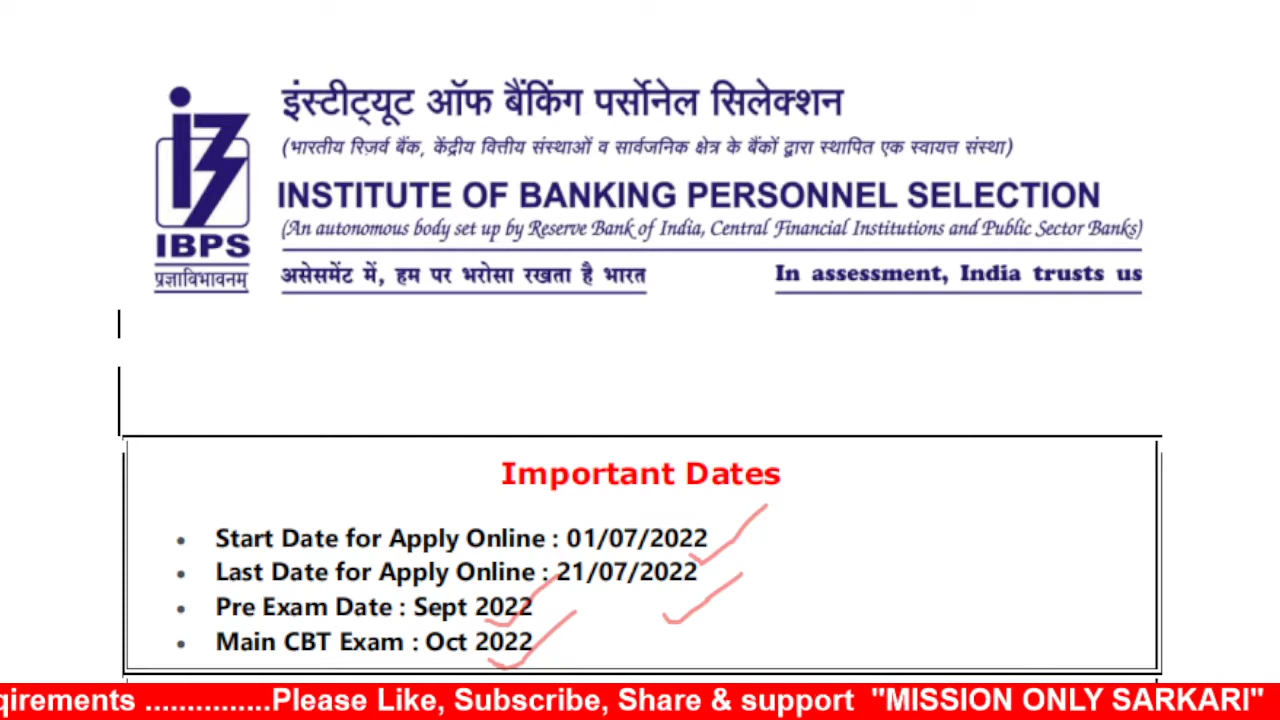 इंस्टीट्यूट ऑफ बैंकिंग पर्सोनेल सिलेक्शन
(भारतीय रिज़र्व बैंक, केंद्रीय वित्तीय संस्थाओं व सार्वजनिक क्षेत्र के बैंकों द्वारा स्थापित एक स्वायत्त संस्था)
INSTITUTE OF BANKING PERSONNEL SELECTION
(An autonomous body set up by Reserve Bank of India, Central Financial Institutions and Public Sector Banks)
IBPS
प्रज्ञाविभावनम्
असेसमेंट में, हम पर भरोसा रखता है भारत
In assessment, India trusts us
Important Dates
• Start Date for Apply Online : 01/07/2022
• Last Date for Apply Online : 21/07/2022
• Pre Exam Date : Sept 2022
• Main CBT Exam : Oct 2022
qirements ...............Please Like, Subscribe, Share & support "MISSION ONLY SARKARI"